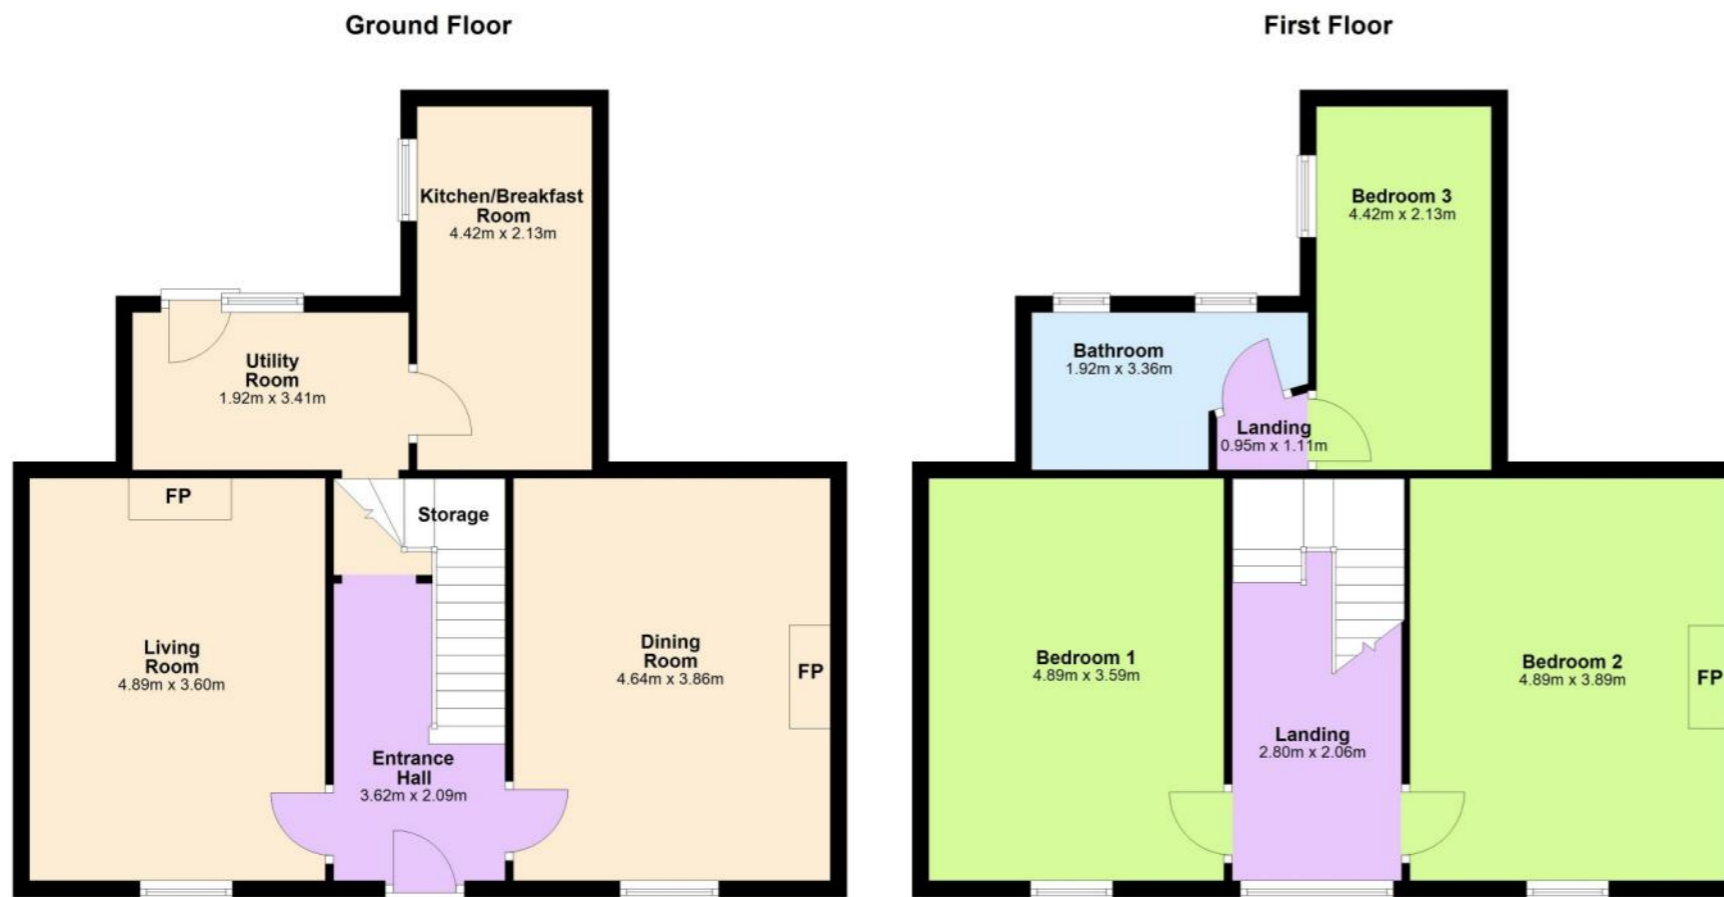 Ground Floor
Kitchen/Breakfast
Room
4.42m x 2.13m
Utility
Room
1.92m x 3.41m
FP
Storage
Living
Room
4.89m x 3.60m
Dining
Room
4.64m x 3.86m
FP
Entrance
Hall
3.62m x 2.09m
First Floor
Bedroom 3
4.42m x 2.13m
Bathroom
1.92m x 3.36m
Landing
0.95m x 1.11m
Bedroom 1
4.89m x 3.59m
Bedroom 2
4.89m x 3.89m
FP
Landing
2.80m x 2.06m